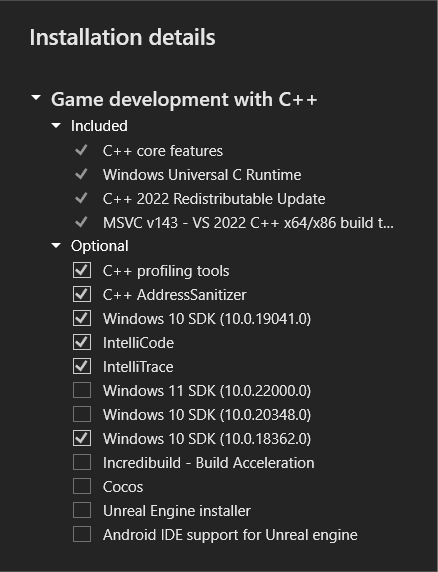 Installation details
Game development with C++
Included
C++ core features
Windows Universal C Runtime
C++ 2022 Redistributable Update
MSVC v143 - VS 2022 C++ x64/x86 build t...
Optional
C++ profiling tools
C++ AddressSanitizer
Windows 10 SDK (10.0.19041.0)
IntelliCode
IntelliTrace
Windows 11 SDK (10.0.22000.0)
Windows 10 SDK (10.0.20348.0)
Windows 10 SDK (10.0.18362.0)
Incredibuild - Build Acceleration
Cocos
Unreal Engine installer
Android IDE support for Unreal engine